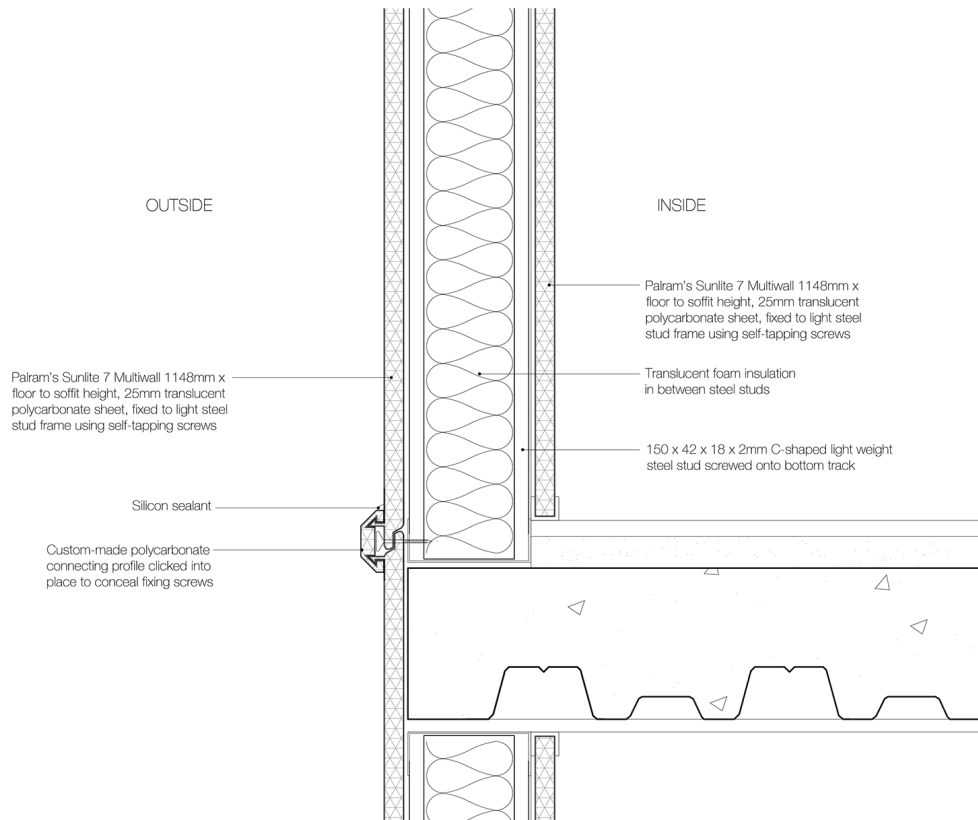 OUTSIDE
INSIDE
Palram's Sunlite 7 Multiwall 1148mm x
floor to soffit height, 25mm translucent
polycarbonate sheet, fixed to light steel
stud frame using self-tapping screws
Translucent foam insulation
in between steel studs
Palram's Sunlite 7 Multiwall 1148mm x
floor to soffit height, 25mm translucent
polycarbonate sheet, fixed to light steel
stud frame using self-tapping screws
150 x 42 x 18 x 2mm C-shaped light weight
steel stud screwed onto bottom track
Silicon sealant
Custom-made polycarbonate
connecting profile clicked into
place to conceal fixing screws